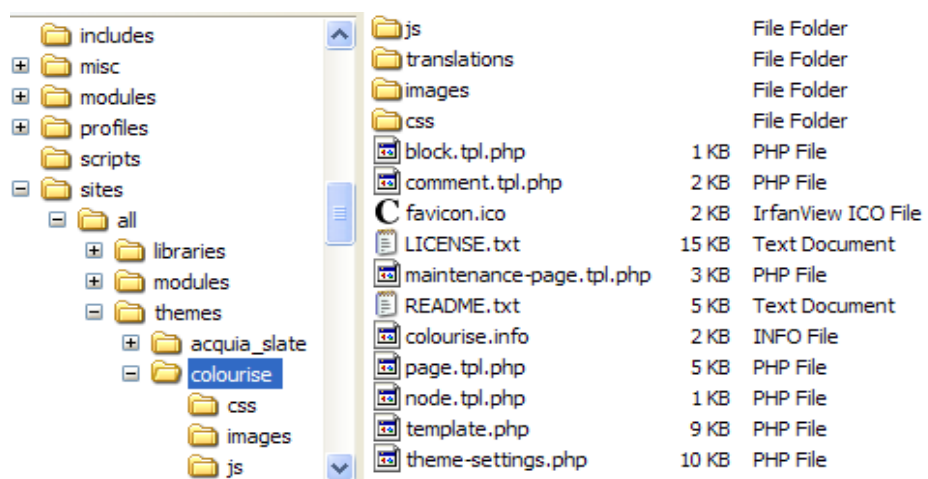 includes
misc
modules
profiles
scripts
sites
all
libraries
modules
themes
acquia_slate
colourise
css
images
js
js File Folder
translations File Folder
images File Folder
css File Folder
block.tpl.php 1 KB PHP File
comment.tpl.php 2 KB PHP File
favicon.ico 2 KB IrfanView ICO File
LICENSE.txt 15 KB Text Document
maintenance-page.tpl.php 3 KB PHP File
README.txt 5 KB Text Document
colourise.info 2 KB INFO File
page.tpl.php 5 KB PHP File
node.tpl.php 1 KB PHP File
template.php 9 KB PHP File
theme-settings.php 10 KB PHP File